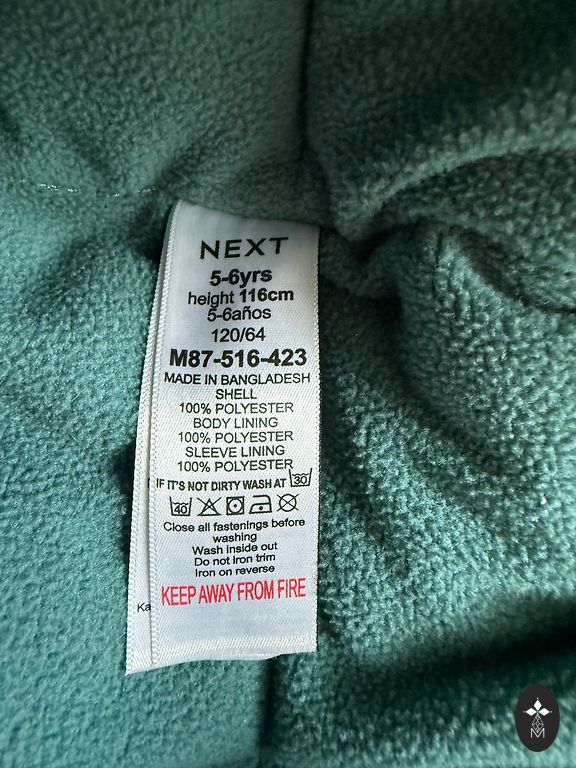 NEXT
5-6yrs
height 116cm
5-6años
120/64
M87-516-423
MADE IN BANGLADESH
SHELL
100% POLYESTER
BODY LINING
100% POLYESTER
SLEEVE LINING
100% POLYESTER
IF IT'S NOT DIRTY WASH AT 30
40
Close all fastenings before
washing
Wash inside out
Do not iron trim
Iron on reverse
KEEP AWAY FROM FIRE
Ka
M